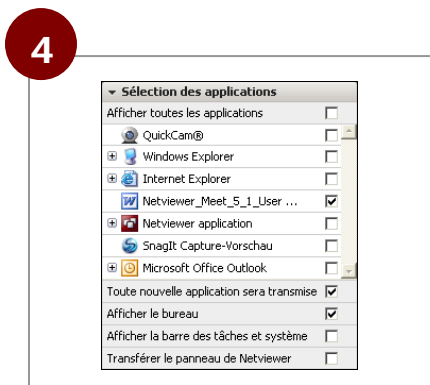 4
Sélection des applications
Afficher toutes les applications
QuickCam®
Windows Explorer
Internet Explorer
Netviewer_Meet_5_1_User ...
Netviewer application
SnagIt Capture-Vorschau
Microsoft Office Outlook
Toute nouvelle application sera transmise
Afficher le bureau
Afficher la barre des tâches et système
Transférer le panneau de Netviewer